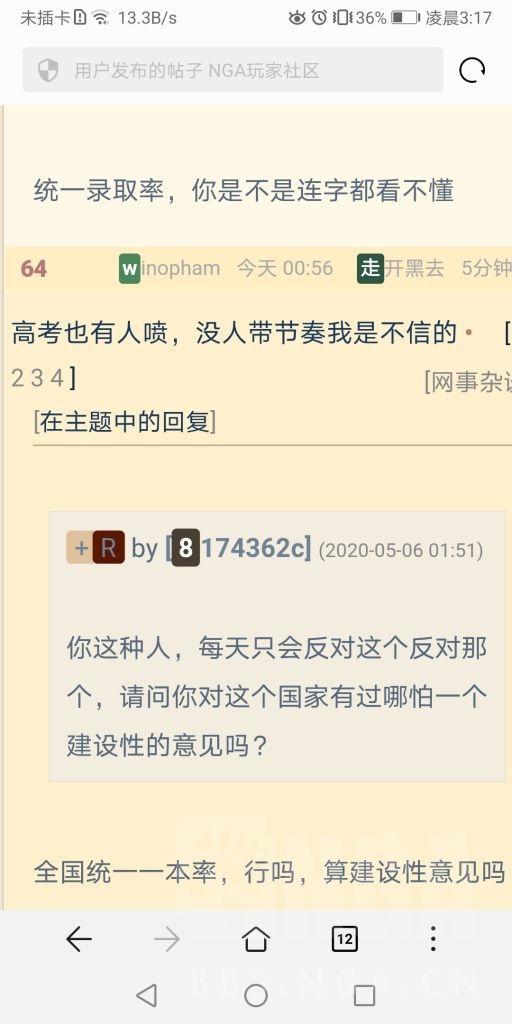 未插卡 13.3B/s 36% 凌晨3:17
用户发布的帖子 NGA玩家社区
统一录取率，你是不是连字都看不懂
64 winopham 今天 00:56 走开黑去 5分钟
高考也有人喷，没人带节奏我是不信的 • [
2 3 4 ] [网事杂谈
[在主题中的回复]
+ R by [8174362c] (2020-05-06 01:51)
你这种人，每天只会反对这个反对那
个，请问你对这个国家有过哪怕一个
建设性的意见吗？
全国统一一本率，行吗，算建设性意见吗
12
NGA
BBS.NGA.CN